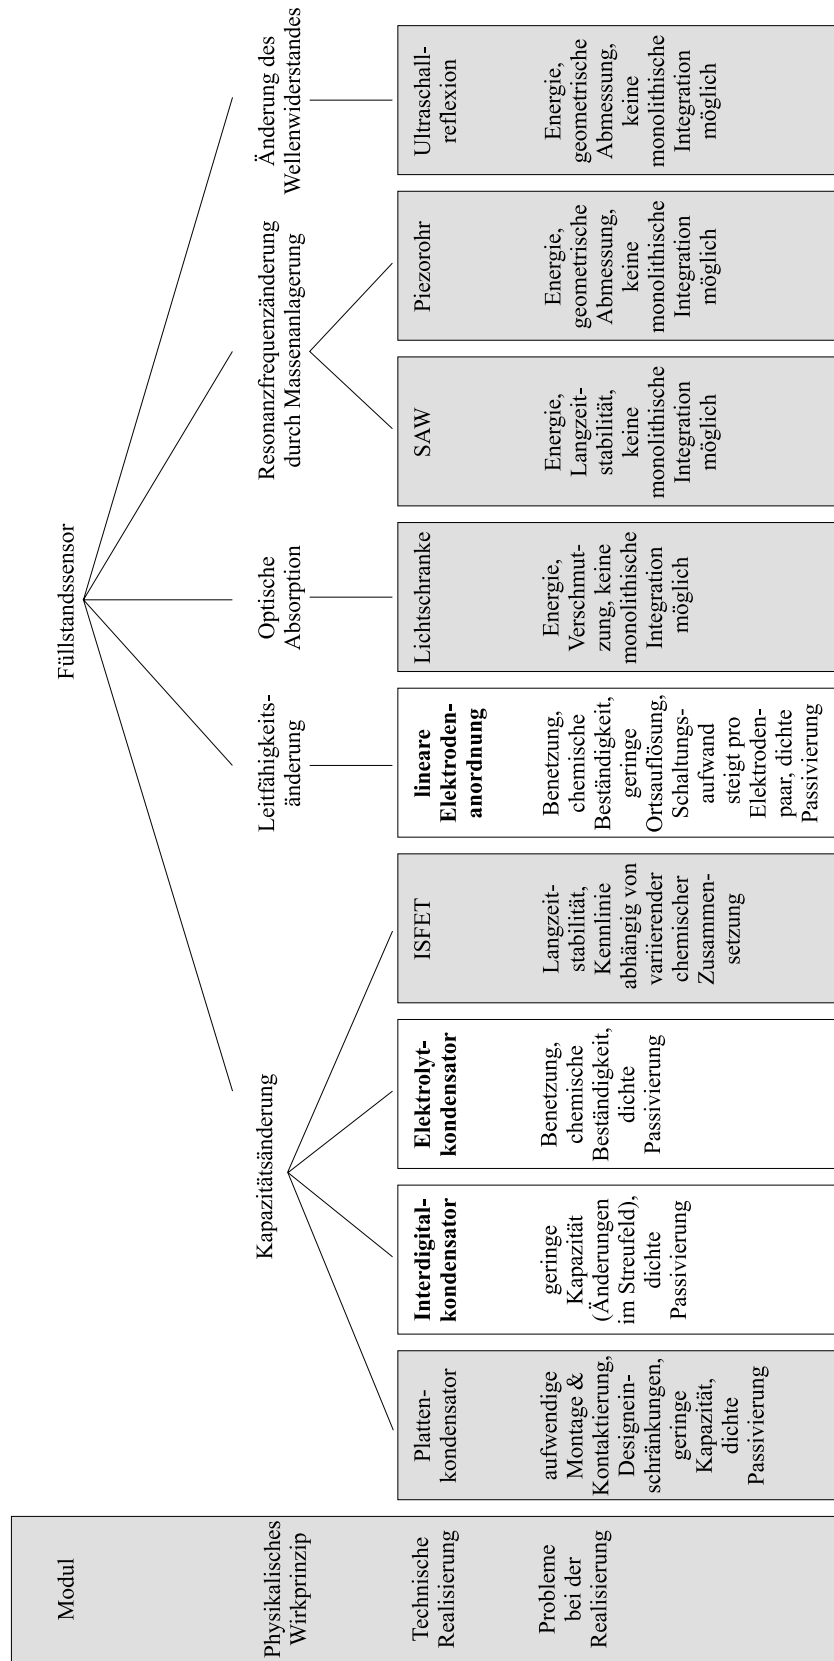 Modul
Füllstandssensor
Physikalisches
Wirkprinzip
Kapazitätsänderung
Leitfähigkeits-
änderung
Optische
Absorption
Resonanzfrequenzänderung
durch Massenanlagerung
Änderung des
Wellenwiderstandes
Technische
Realisierung
Platten-
kondensator
Interdigital-
kondensator
Elektrolyt-
kondensator
ISFET
lineare
Elektroden-
anordnung
Lichtschranke
SAW
Piezorohr
Ultraschall-
reflexion
Probleme
bei der
Realisierung
aufwendige
Montage &
Kontaktierung,
Designein-
schränkungen,
geringe
Kapazität,
dichte
Passivierung
geringe
Kapazität
(Änderungen
im Streufeld),
dichte
Passivierung
Benetzung,
chemische
Beständigkeit,
dichte
Passivierung
Langzeit-
stabilität,
Kennlinie
abhängig von
variierender
chemischer
Zusammen-
setzung
Benetzung,
chemische
Beständigkeit,
geringe
Ortsauflösung,
Schaltungs-
aufwand
steigt pro
Elektroden-
paar, dichte
Passivierung
Energie,
Verschmut-
zung, keine
monolithische
Integration
möglich
Energie,
Langzeit-
stabilität,
keine
monolithische
Integration
möglich
Energie,
geometrische
Abmessung,
keine
monolithische
Integration
möglich
Energie,
geometrische
Abmessung,
keine
monolithische
Integration
möglich